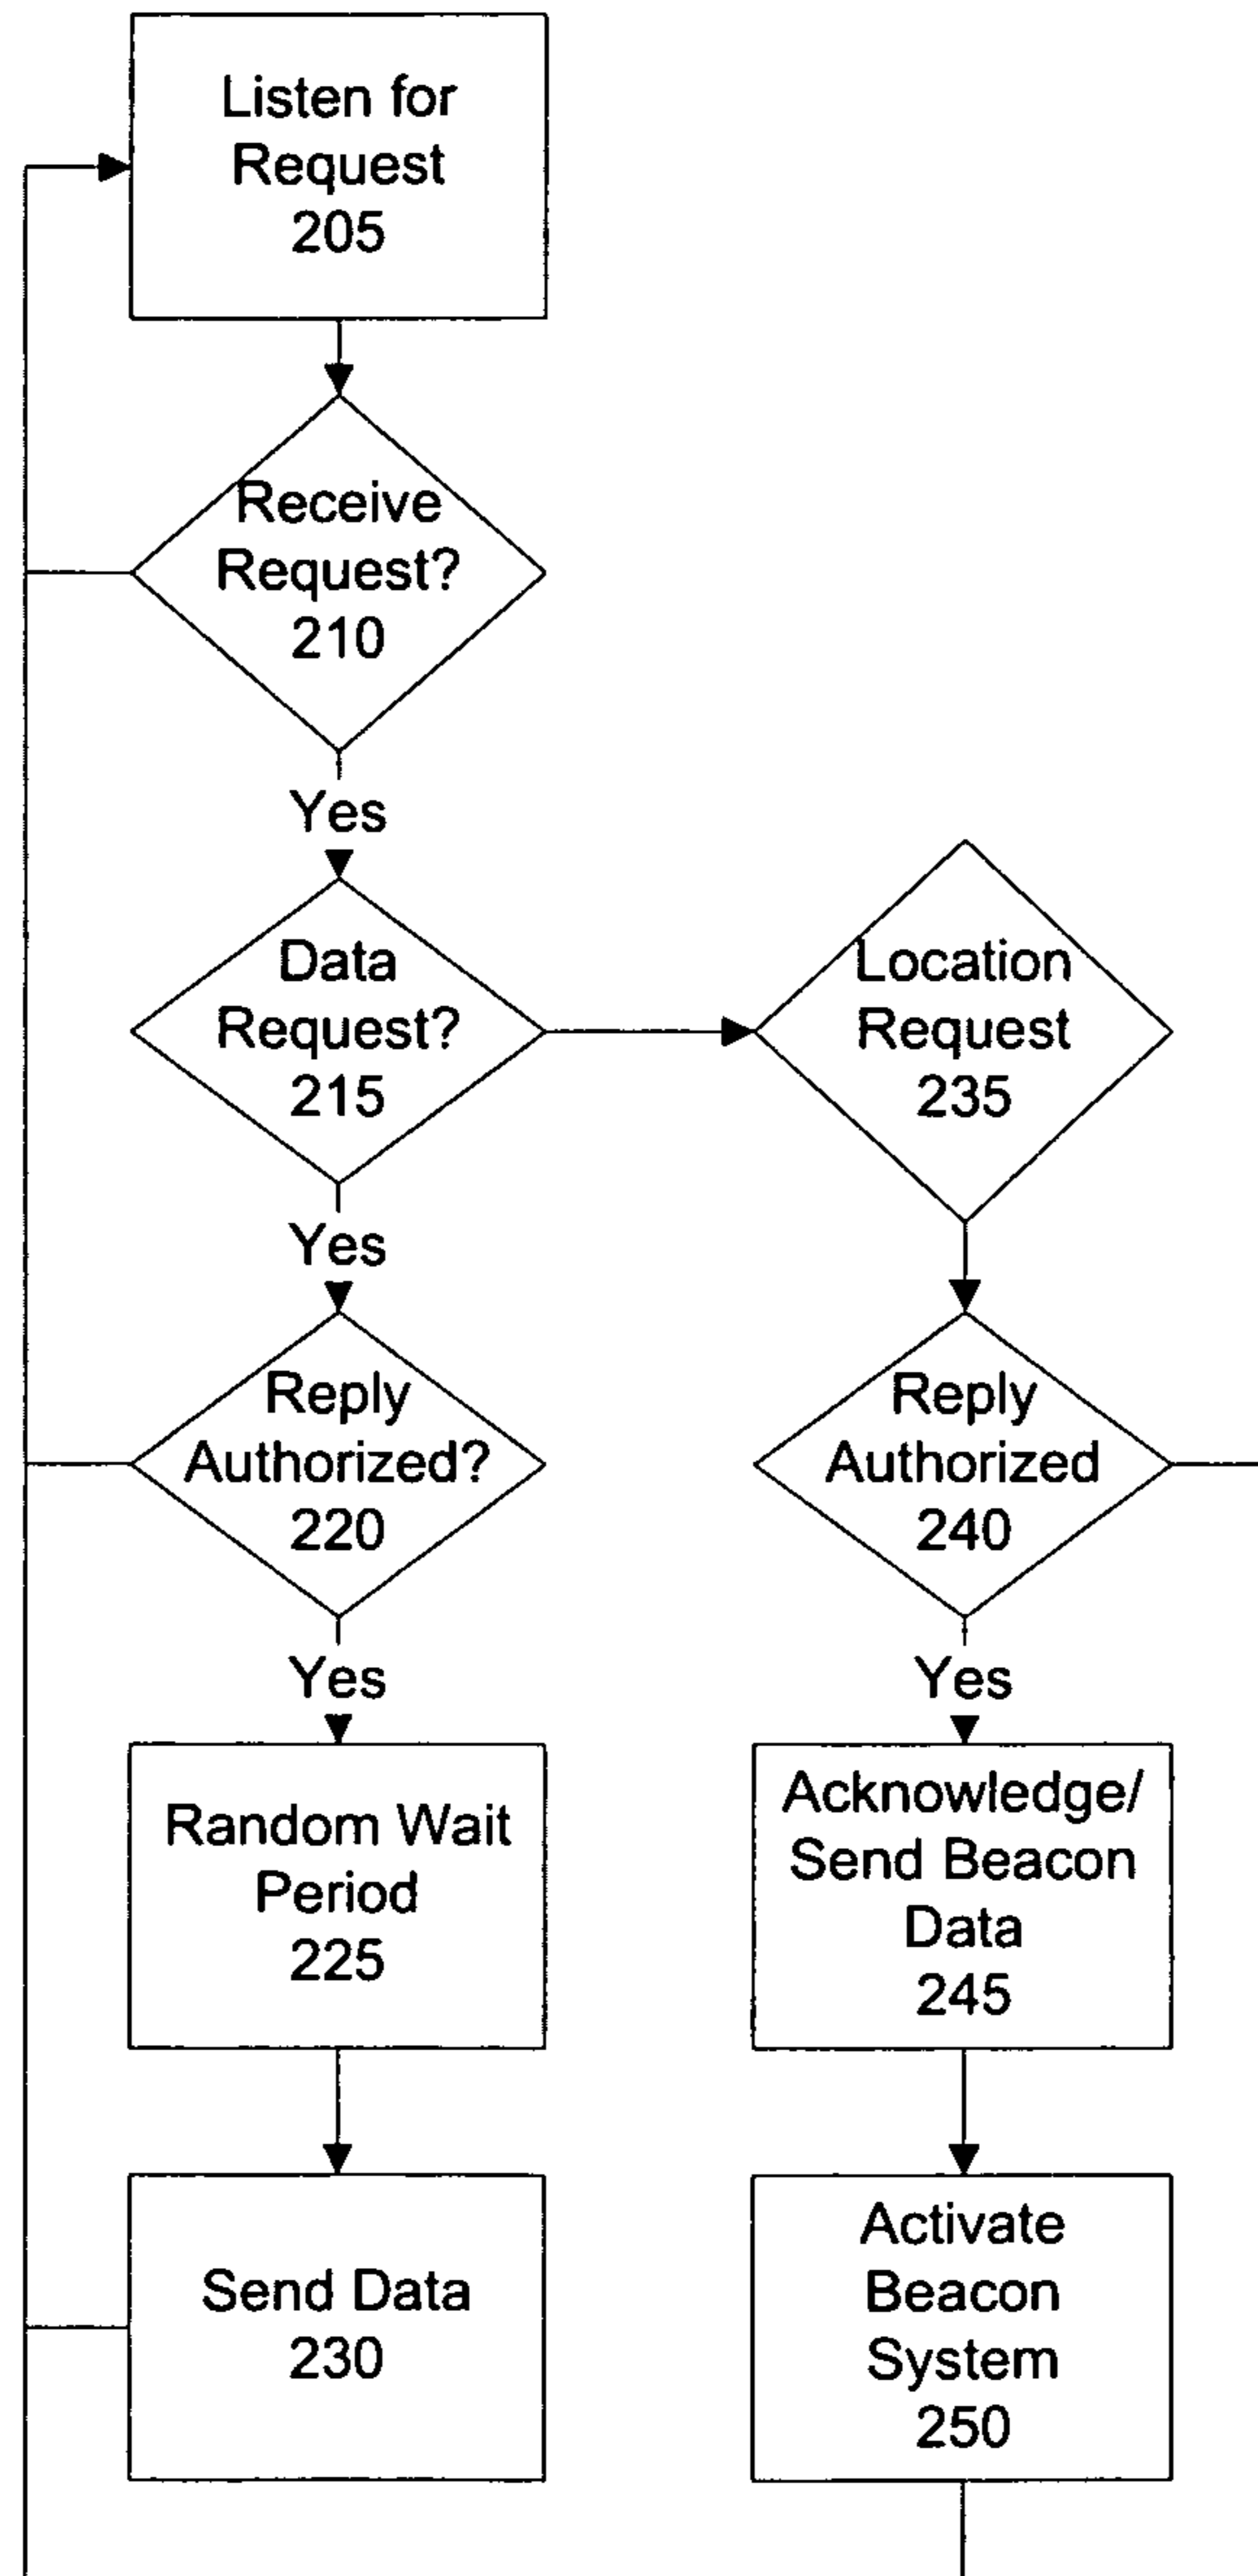 Listen for
Request
205
Receive
Request?
210
Yes
Data
Request?
215
Location
Request
235
Yes
Reply
Authorized?
220
Reply
Authorized
240
Yes
Yes
Random Wait
Period
225
Acknowledge/
Send Beacon
Data
245
Send Data
230
Activate
Beacon
System
250